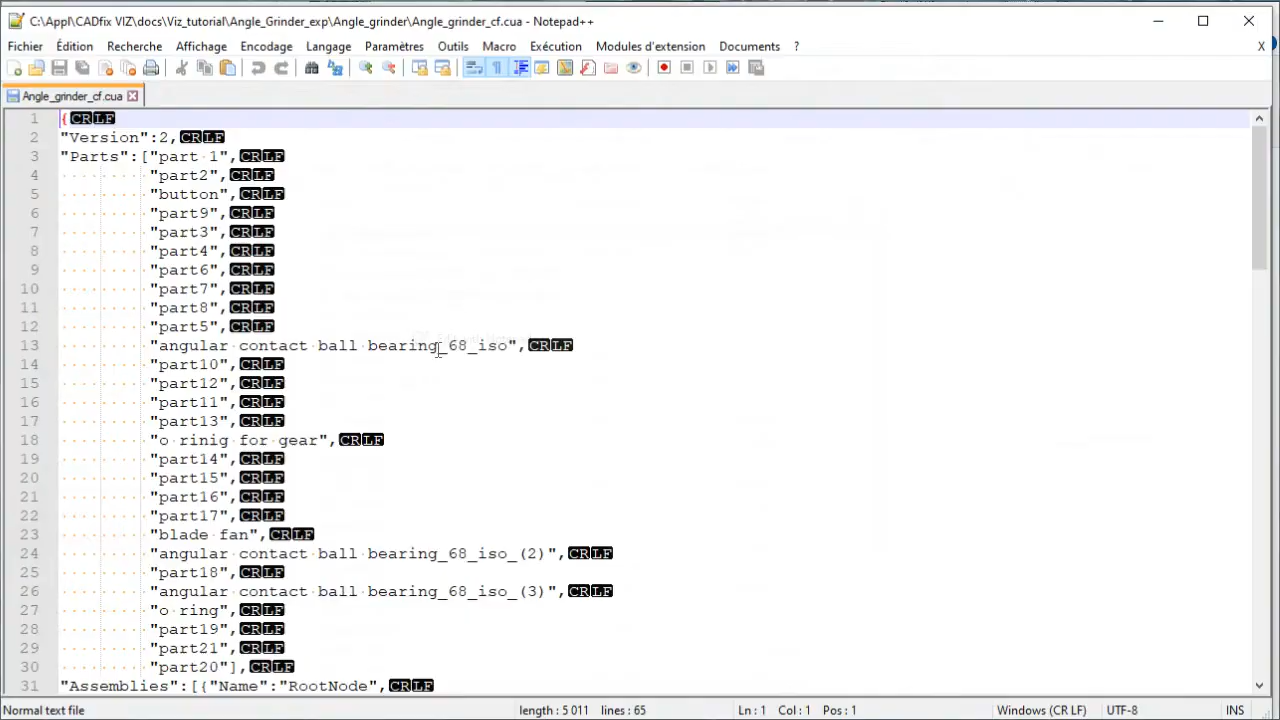 C:\Appl\CADfix VIZ\docs\Viz_tutorial\Angle_Grinder_exp\Angle_grinder\Angle_grinder_cf.cua - Notepad++
Fichier Édition Recherche Affichage Encodage Langage Paramètres Outils Macro Exécution Modules d'extension Documents ? X
Angle_grinder_cf.cua
1 {CRLF
2 "Version":2,CRLF
3 "Parts":["part 1",CRLF
4 "part2",CRLF
5 "button",CRLF
6 "part9",CRLF
7 "part3",CRLF
8 "part4",CRLF
9 "part6",CRLF
10 "part7",CRLF
11 "part8",CRLF
12 "part5",CRLF
13 "angular contact ball bearing_68_iso",CRLF
14 "part10",CRLF
15 "part12",CRLF
16 "part11",CRLF
17 "part13",CRLF
18 "o rinig for gear",CRLF
19 "part14",CRLF
20 "part15",CRLF
21 "part16",CRLF
22 "part17",CRLF
23 "blade fan",CRLF
24 "angular contact ball bearing_68_iso_(2)",CRLF
25 "part18",CRLF
26 "angular contact ball bearing_68_iso_(3)",CRLF
27 "o ring",CRLF
28 "part19",CRLF
29 "part21",CRLF
30 "part20"],CRLF
31 "Assemblies":[{"Name":"RootNode",CRLF
Normal text file length : 5 011 lines : 65 Ln : 1 Col : 1 Pos : 1 Windows (CR LF) UTF-8 INS